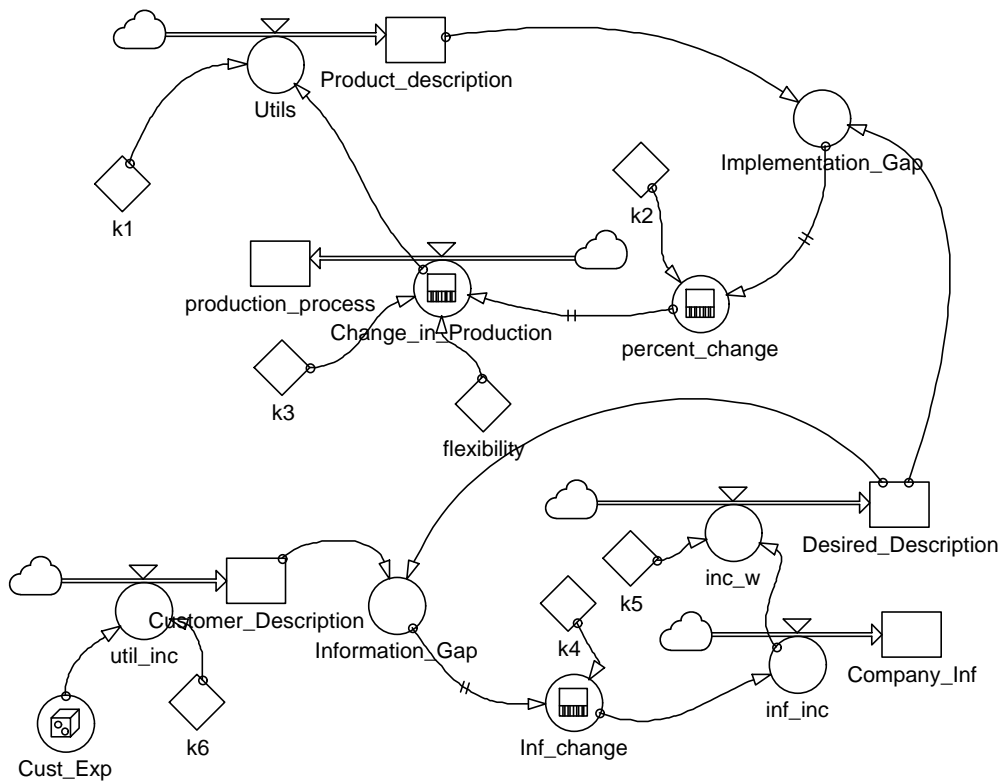 Product_description
Utils
Implementation_Gap
k1
k2
production_process
Change_in_Production
percent_change
k3
flexibility
Desired_Description
inc_w
k5
Customer_Description
k4
util_inc
Information_Gap
Company_Inf
inf_inc
k6
Inf_change
Cust_Exp